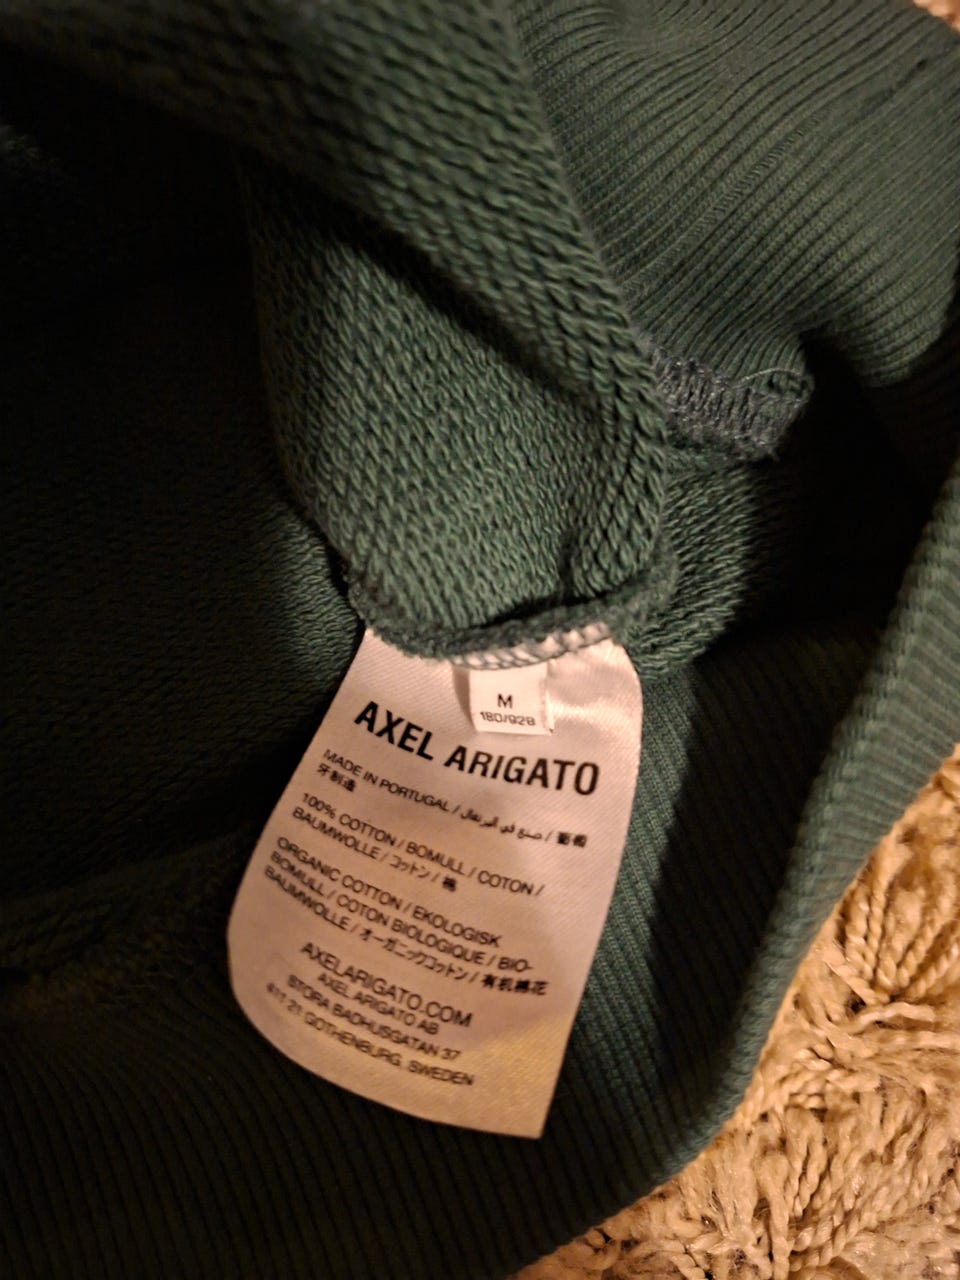 M
180/92B
AXEL ARIGATO
MADE IN PORTUGAL / صنع في البرتغال / 葡萄
牙制造
100% COTTON / BOMULL / COTON /
BAUMWOLLE / コットン / 棉
ORGANIC COTTON / EKOLOGISK
BOMULL / COTON BIOLOGIQUE / BIO-
BAUMWOLLE / オーガニックコットン / 有机棉花
AXELARIGATO.COM
AXEL ARIGATO AB
STORA BADHUSGATAN 37
411 21 GOTHENBURG, SWEDEN